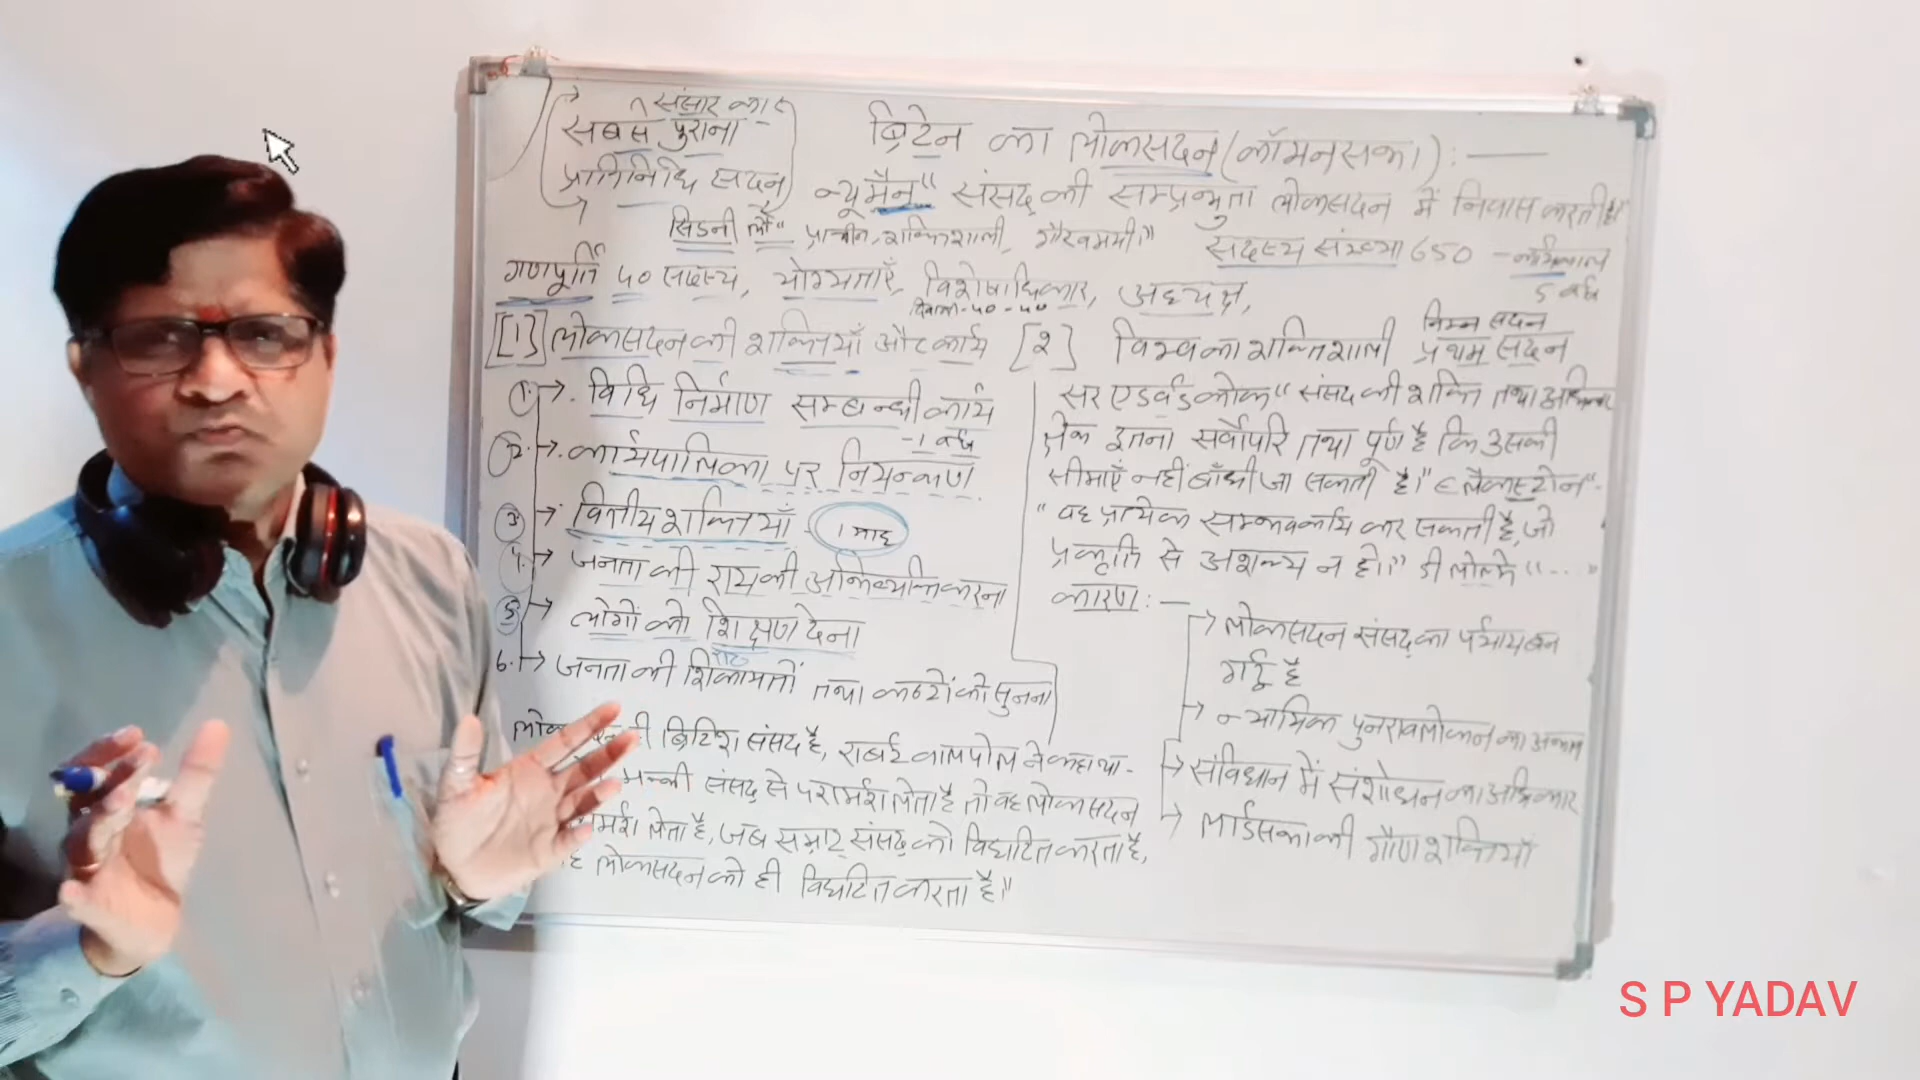 संसार का
सबसे पुराना
प्रतिनिधि सदन
ब्रिटेन का लोकसदन (कॉमनसभा) : —
न्यूमैन" संसद की सम्प्रभुता लोकसदन में निवास करती है"
सिडनी लौ" प्राचीन, शक्तिशाली, गौरवमयी।" सदस्य संख्या 650 - कार्यकाल
5 वर्ष
गणपूर्ति 40 सदस्य, योग्यताएँ, विशेषाधिकार, अध्यक्ष,
[1] लोकसदन की शक्तियाँ और कार्य
1. → विधि निर्माण सम्बन्धी कार्य
- 1 वर्ष
2. → कार्यपालिका पर नियन्त्रण
3 → वित्तीय शक्तियाँ - 1 माह
4. → जनता की राय की अभिव्यक्ति करना
5 → लोगों को शिक्षण देना
6. → जनता की शिकायतों तथा कष्टों को सुनना
ब्रिटिश संसद है, राबर्ट वालपोल ने कहा था -
मन्त्री संसद् से परामर्श लेता है तो वह लोकसदन
लेता है, जब सम्राट् संसद् को विघटित करता है,
लोकसदन को ही विघटित करता है।"
[२] विश्व का शक्तिशाली निम्न सदन
प्रथम सदन
सर एडवर्ड कोक" संसद की शक्ति तथा अधिकार
क्षेत्र इतना सर्वोपरि तथा पूर्ण है कि उसकी
सीमाएँ नहीं बाँधी जा सकती है।" ब्लैकस्टोन"
"वह प्रत्येक सम्भव कार्य कर सकती है, जो
प्रकृति से अशक्य न हो।" डी लोल्मे "...."
कारण : —
→ लोकसदन संसद् का पर्याय बन
गई है
→ न्यायिक पुनरावलोकन का अभाव
→ संविधान में संशोधन का अधिकार
→ लार्डसभा की गौण शक्तियाँ
S P YADAV